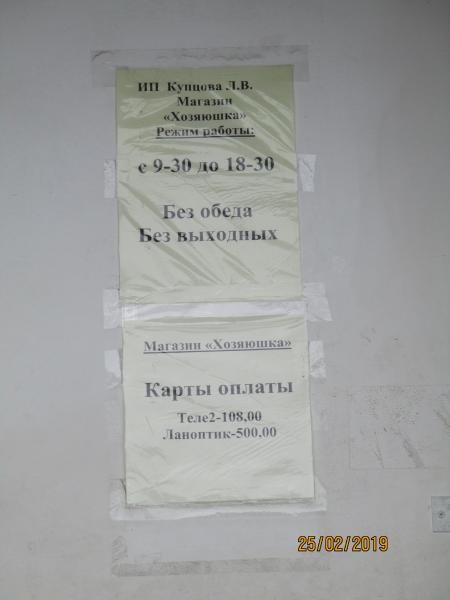 ИП Купцова Л.В.
Магазин
«Хозяюшка»
Режим работы:
с 9-30 до 18-30
Без обеда
Без выходных
Магазин «Хозяюшка»
Карты оплаты
Теле2-108,00
Ланоптик-500,00
25/02/2019